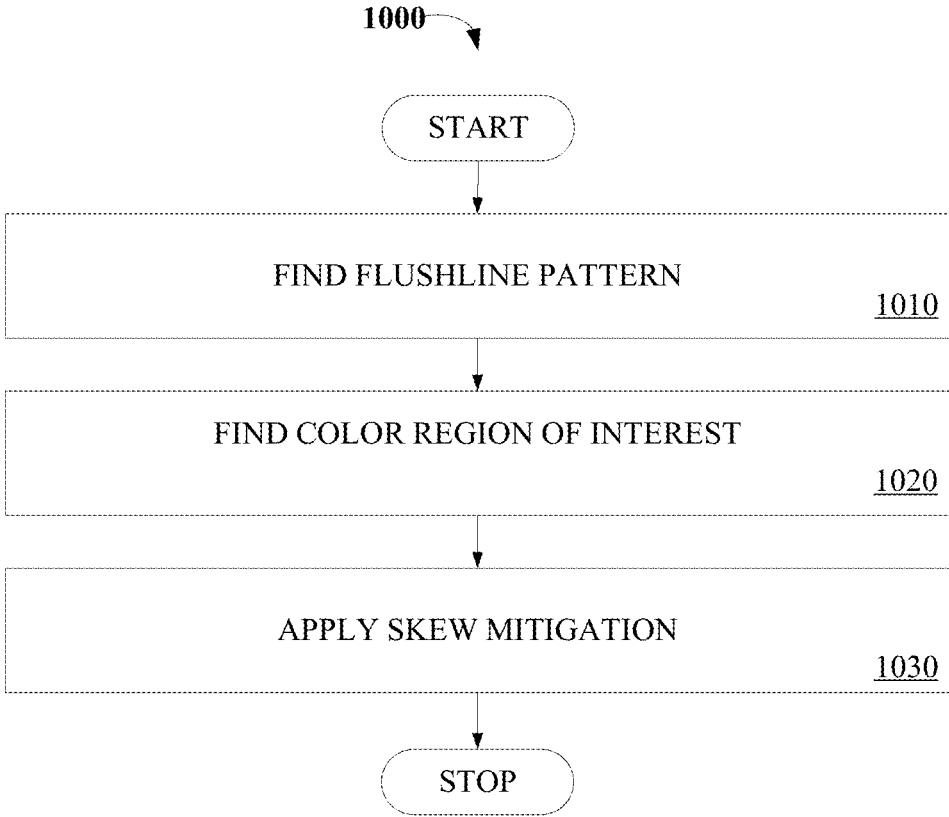 1000
START
FIND FLUSHLINE PATTERN
1010
FIND COLOR REGION OF INTEREST
1020
APPLY SKEW MITIGATION
1030
STOP